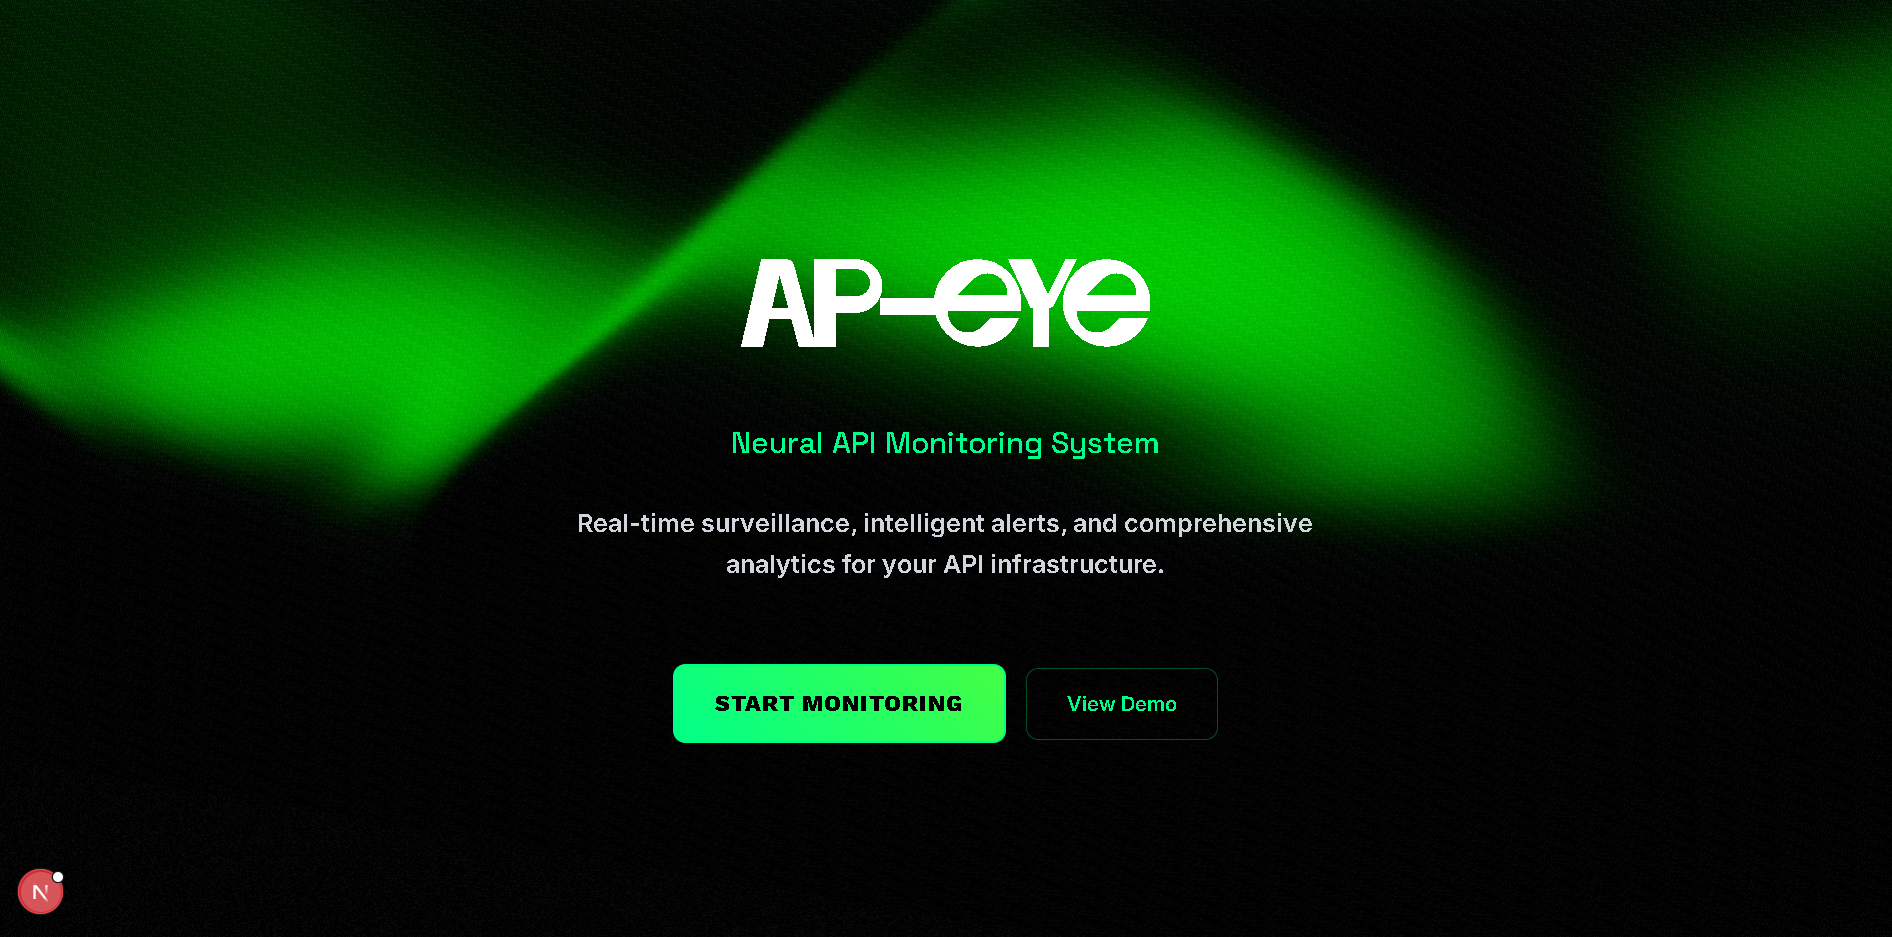 AP-eYe
Neural API Monitoring System
Real-time surveillance, intelligent alerts, and comprehensive
analytics for your API infrastructure.
START MONITORING
View Demo
N